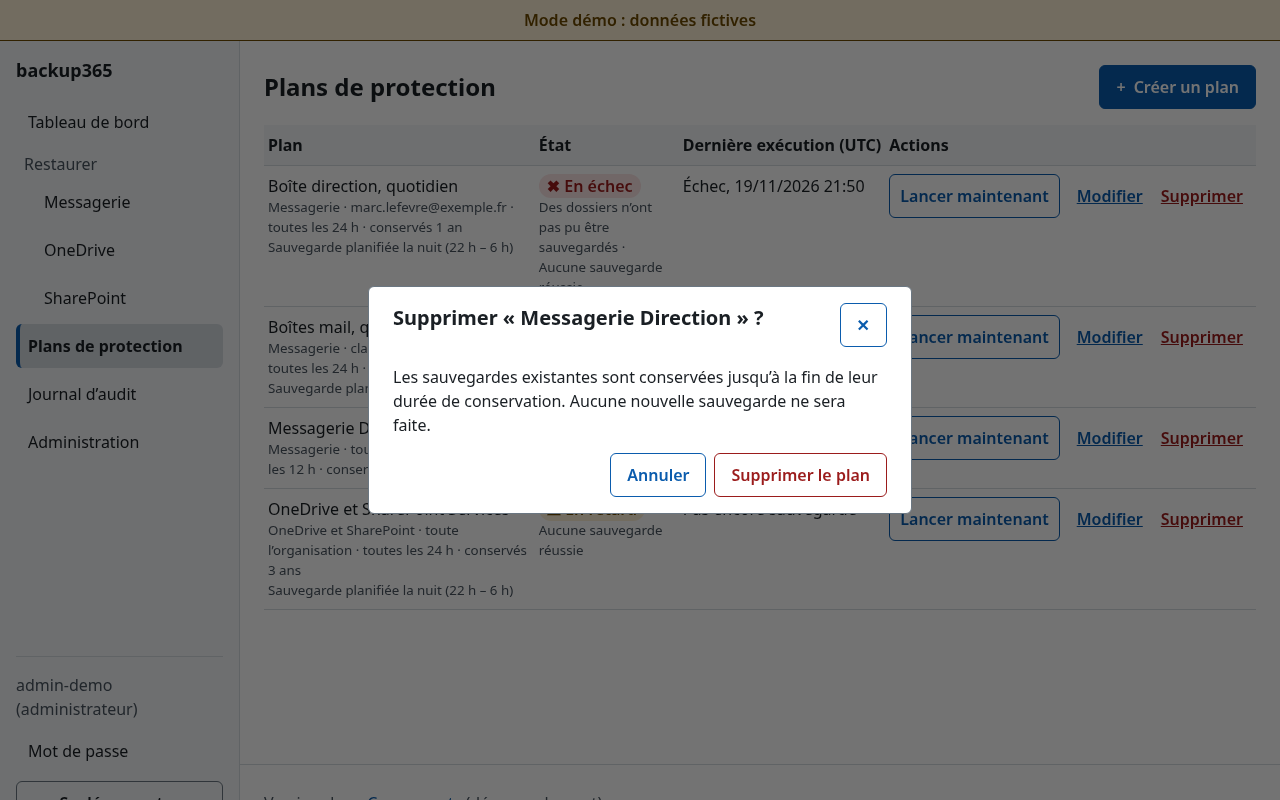 Mode démo : données fictives
backup365
Tableau de bord
Restaurer
Messagerie
OneDrive
SharePoint
Plans de protection
Journal d’audit
Administration
admin-demo
(administrateur)
Mot de passe
Plans de protection
+ Créer un plan
Plan
État
Dernière exécution (UTC)
Actions
Boîte direction, quotidien
Messagerie · marc.lefevre@exemple.fr ·
toutes les 24 h · conservés 1 an
Sauvegarde planifiée la nuit (22 h – 6 h)
✖ En échec
Des dossiers n’ont
pas pu être
sauvegardés ·
Aucune sauvegarde
Échec, 19/11/2026 21:50
Lancer maintenant
Modifier
Supprimer
Boîtes mail,
Messagerie ·
toutes les 24 h ·
Sauvegarde
ancer maintenant
Modifier
Supprimer
Messagerie
Messagerie ·
les 12 h ·
ancer maintenant
Modifier
Supprimer
OneDrive et SharePoint Services
OneDrive et SharePoint · toute
l’organisation · toutes les 24 h · conservés
3 ans
Sauvegarde planifiée la nuit (22 h – 6 h)
Aucune sauvegarde
réussie
Lancer maintenant
Modifier
Supprimer
Supprimer « Messagerie Direction » ?
×
Les sauvegardes existantes sont conservées jusqu’à la fin de leur
durée de conservation. Aucune nouvelle sauvegarde ne sera
faite.
Annuler
Supprimer le plan